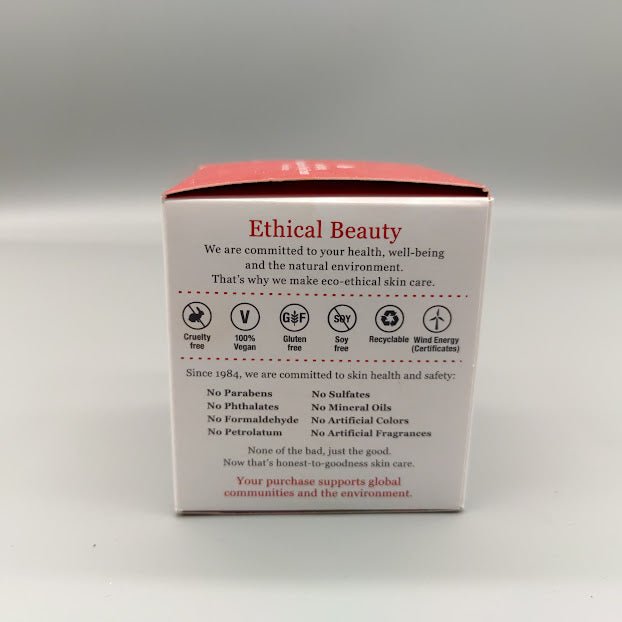 Ethical Beauty
We are committed to your health, well-being
and the natural environment.
That's why we make eco-ethical skin care.
V
G F
SOY
Cruelty
free
100%
Vegan
Gluten
free
Soy
free
Recyclable
Wind Energy
(Certificates)
Since 1984, we are committed to skin health and safety:
No Parabens
No Phthalates
No Formaldehyde
No Petrolatum
No Sulfates
No Mineral Oils
No Artificial Colors
No Artificial Fragrances
None of the bad, just the good.
Now that's honest-to-goodness skin care.
Your purchase supports global
communities and the environment.